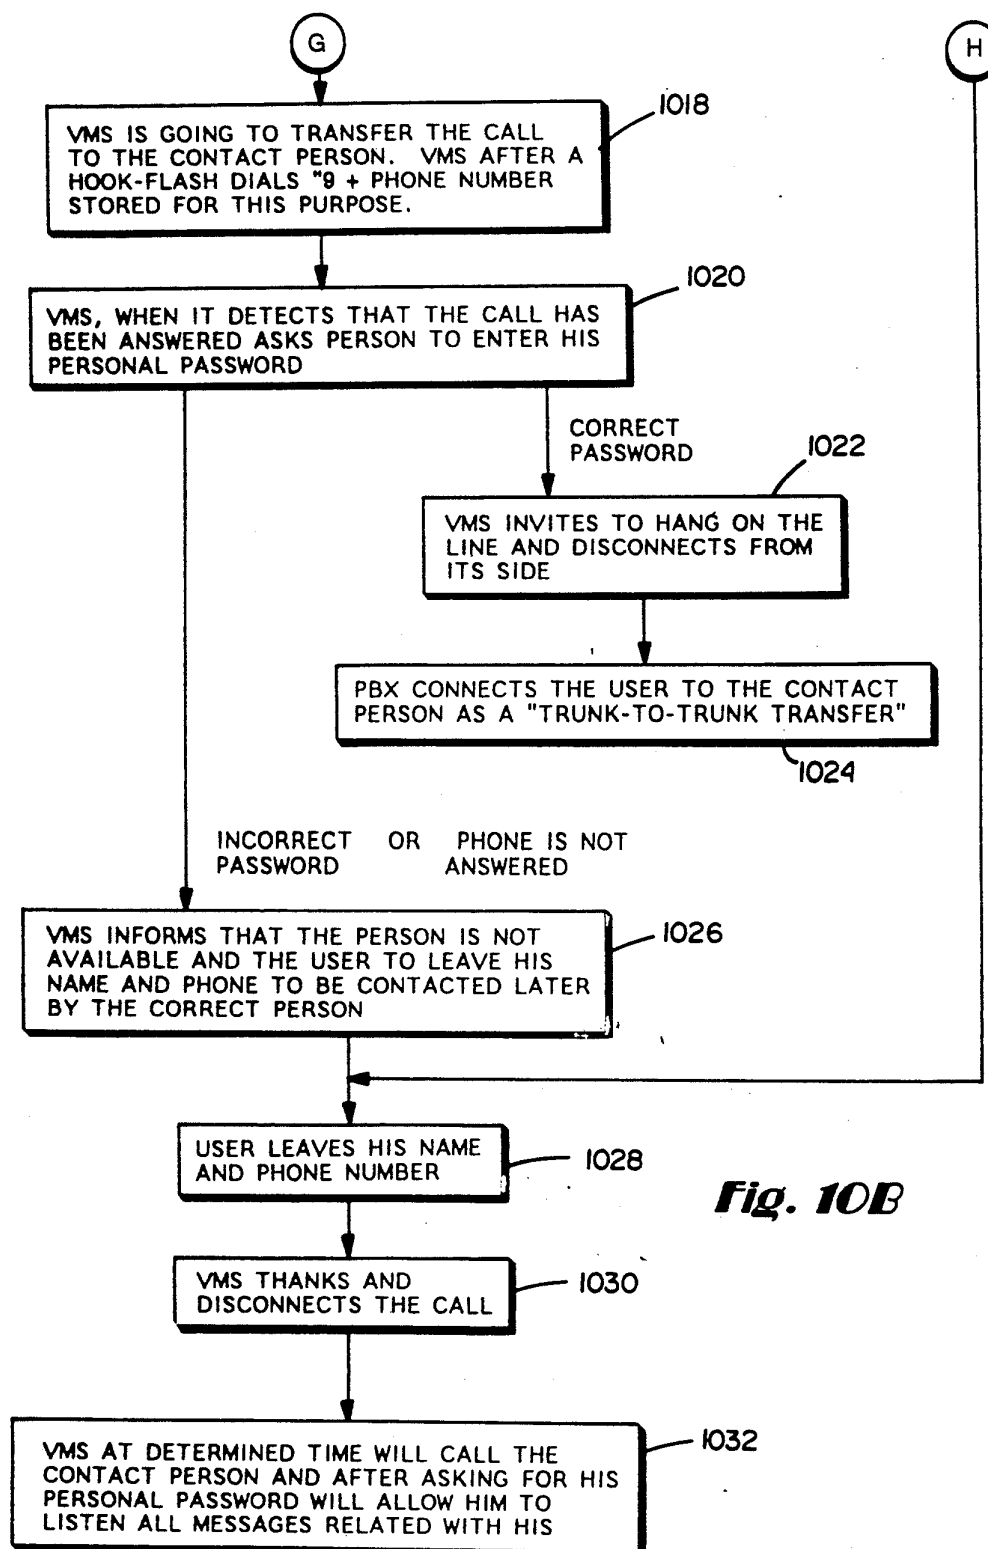 G
H
1018
VMS IS GOING TO TRANSFER THE CALL
TO THE CONTACT PERSON. VMS AFTER A
HOOK-FLASH DIALS "9 + PHONE NUMBER
STORED FOR THIS PURPOSE.
1020
VMS, WHEN IT DETECTS THAT THE CALL HAS
BEEN ANSWERED ASKS PERSON TO ENTER HIS
PERSONAL PASSWORD
CORRECT
PASSWORD
1022
VMS INVITES TO HANG ON THE
LINE AND DISCONNECTS FROM
ITS SIDE
PBX CONNECTS THE USER TO THE CONTACT
PERSON AS A "TRUNK-TO-TRUNK TRANSFER"
1024
INCORRECT OR PHONE IS NOT
PASSWORD ANSWERED
1026
VMS INFORMS THAT THE PERSON IS NOT
AVAILABLE AND THE USER TO LEAVE HIS
NAME AND PHONE TO BE CONTACTED LATER
BY THE CORRECT PERSON
USER LEAVES HIS NAME
AND PHONE NUMBER
1028
Fig. 10B
VMS THANKS AND
DISCONNECTS THE CALL
1030
1032
VMS AT DETERMINED TIME WILL CALL THE
CONTACT PERSON AND AFTER ASKING FOR HIS
PERSONAL PASSWORD WILL ALLOW HIM TO
LISTEN ALL MESSAGES RELATED WITH HIS